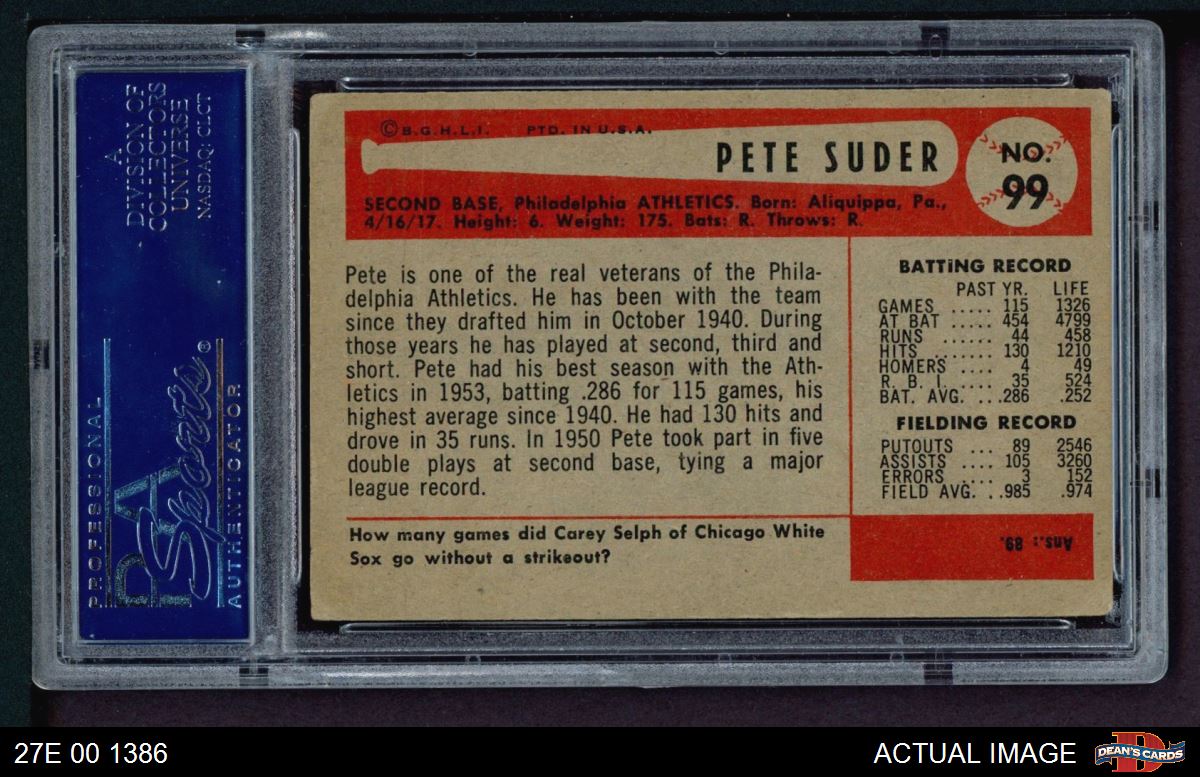 A
DIVISION OF
COLLECTORS
UNIVERSE
NASDAQ: CLCT
PROFESSIONAL
PSA
Sports®
AUTHENTICATOR
©B.G.H.L.I. PTD. IN U.S.A.
PETE SUDER
NO.
99
SECOND BASE, Philadelphia ATHLETICS. Born: Aliquippa, Pa.,
4/16/17. Height: 6. Weight: 175. Bats: R. Throws: R.
Pete is one of the real veterans of the Phila-
delphia Athletics. He has been with the team
since they drafted him in October 1940. During
those years he has played at second, third and
short. Pete had his best season with the Ath-
letics in 1953, batting .286 for 115 games, his
highest average since 1940. He had 130 hits and
drove in 35 runs. In 1950 Pete took part in five
double plays at second base, tying a major
league record.
BATTING RECORD
PAST YR. LIFE
GAMES ..... 115 1326
AT BAT ..... 454 4799
RUNS ..... 44 458
HITS ....... 130 1210
HOMERS .... 4 49
R. B. I. .... 35 524
BAT. AVG. ...286 .252
FIELDING RECORD
PUTOUTS ... 89 2546
ASSISTS .... 105 3260
ERRORS .... 3 152
FIELD AVG. ..985 .974
How many games did Carey Selph of Chicago White
Sox go without a strikeout?
Ans.: 89.
27E 00 1386
ACTUAL IMAGE
DEAN'S CARDS